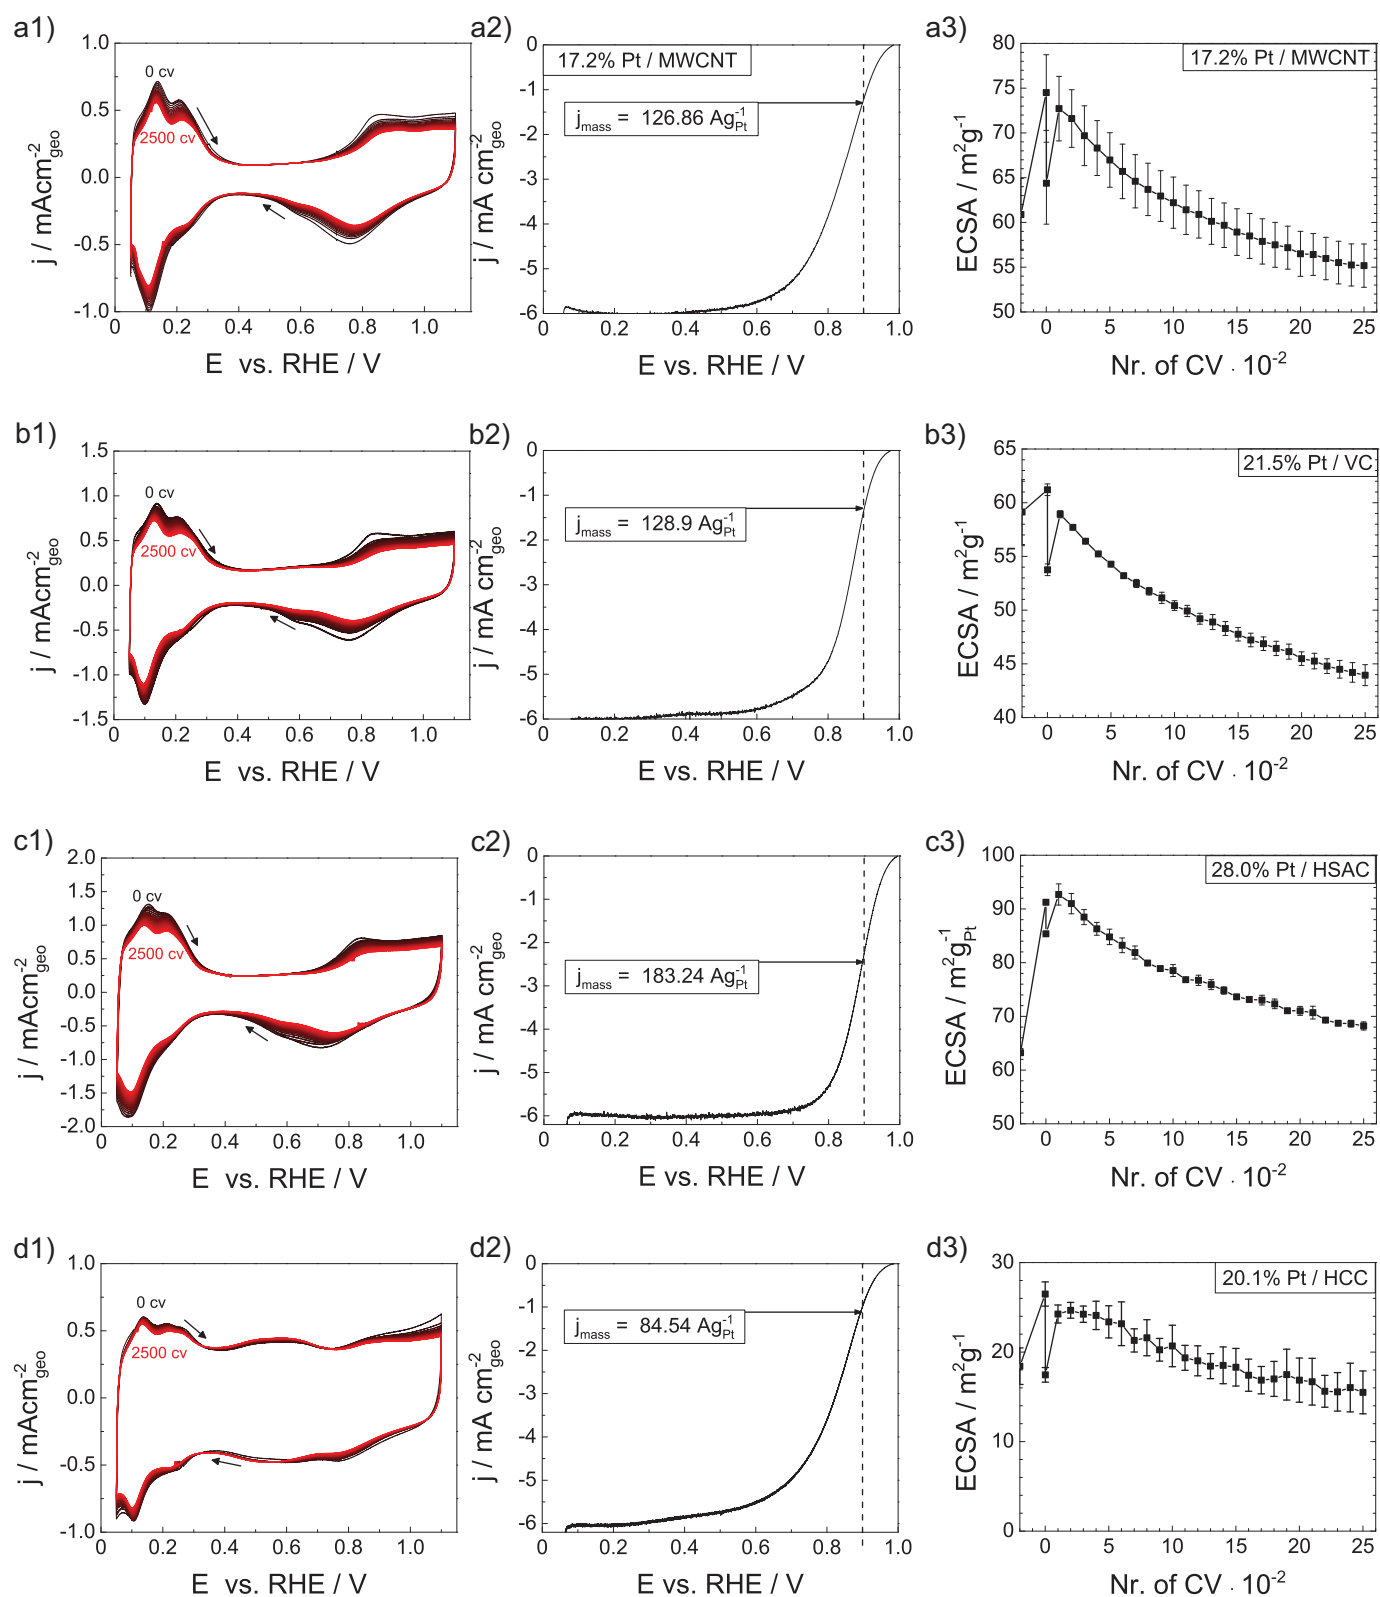 a1)
1.0
0.5
0.0
-0.5
-1.0
0
0.2
0.4
0.6
0.8
1.0
0 cv
2500 cv
j / mAcm⁻²geo
E vs. RHE / V
a2)
0
-1
-2
-3
-4
-5
-6
0
0.2
0.4
0.6
0.8
1.0
17.2% Pt / MWCNT
jmass = 126.86 Ag⁻¹Pt
j / mA cm⁻²geo
E vs. RHE / V
a3)
80
75
70
65
60
55
50
0
5
10
15
20
25
17.2% Pt / MWCNT
ECSA / m²g⁻¹
Nr. of CV · 10⁻²
b1)
1.5
1.0
0.5
0.0
-0.5
-1.0
-1.5
0
0.2
0.4
0.6
0.8
1.0
0 cv
2500 cv
j / mAcm⁻²geo
E vs. RHE / V
b2)
0
-1
-2
-3
-4
-5
-6
0
0.2
0.4
0.6
0.8
1.0
jmass = 128.9 Ag⁻¹Pt
j / mA cm⁻²geo
E vs. RHE / V
b3)
65
60
55
50
45
40
0
5
10
15
20
25
21.5% Pt / VC
ECSA / m²g⁻¹
Nr. of CV · 10⁻²
c1)
2.0
1.5
1.0
0.5
0.0
-0.5
-1.0
-1.5
-2.0
0
0.2
0.4
0.6
0.8
1.0
0 cv
2500 cv
j / mAcm⁻²geo
E vs. RHE / V
c2)
0
-1
-2
-3
-4
-5
-6
0
0.2
0.4
0.6
0.8
1.0
jmass = 183.24 Ag⁻¹Pt
j / mA cm⁻²geo
E vs. RHE / V
c3)
100
90
80
70
60
50
0
5
10
15
20
25
28.0% Pt / HSAC
ECSA / m²g⁻¹Pt
Nr. of CV · 10⁻²
d1)
1.0
0.5
0.0
-0.5
-1.0
0
0.2
0.4
0.6
0.8
1.0
0 cv
2500 cv
j / mAcm⁻²geo
E vs. RHE / V
d2)
0
-1
-2
-3
-4
-5
-6
0
0.2
0.4
0.6
0.8
1.0
jmass = 84.54 Ag⁻¹Pt
j / mA cm⁻²geo
E vs. RHE / V
d3)
30
20
10
0
0
5
10
15
20
25
20.1% Pt / HCC
ECSA / m²g⁻¹
Nr. of CV · 10⁻²